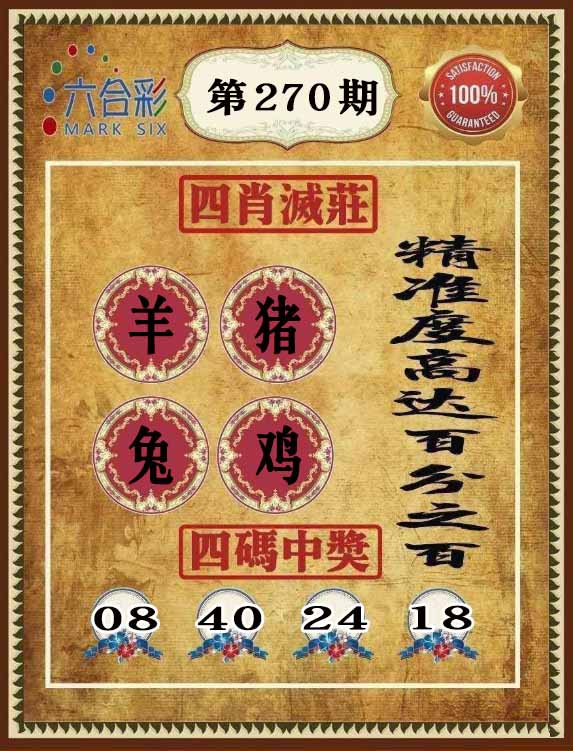 六合彩
MARK SIX
第270期
SATISFACTION
100%
GUARANTEED
四肖滅莊
羊 猪
兔 鸡
精准度高达百分之百
四碼中獎
08 40 24 18